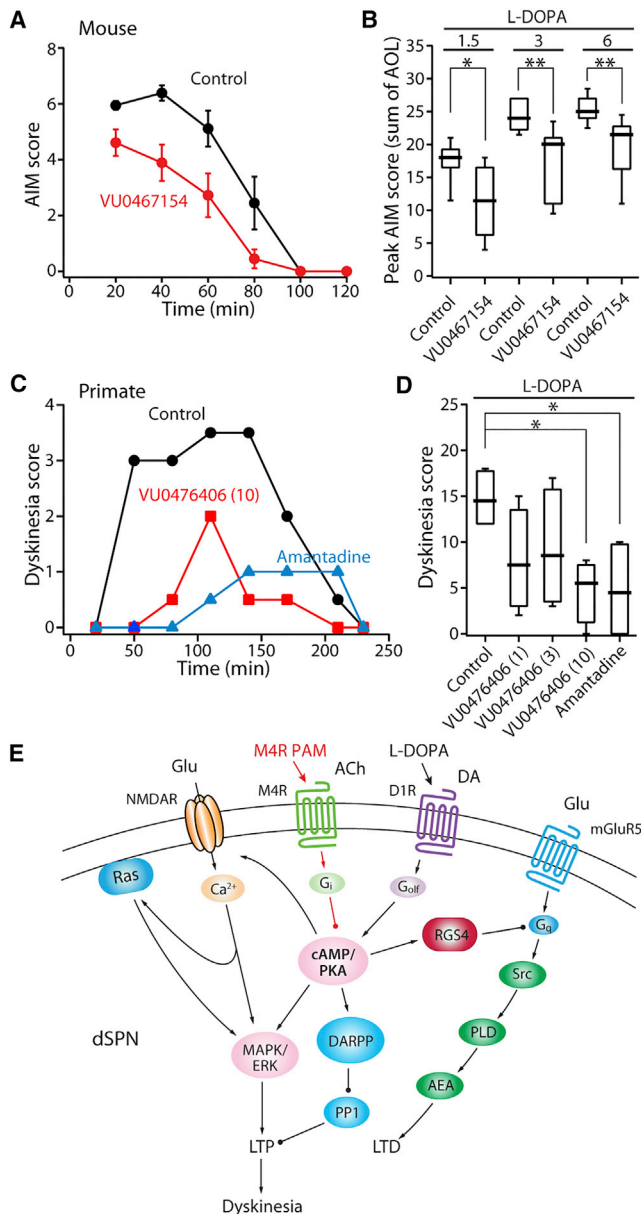 A
Mouse
Control
VU0467154
AIM score
6
4
2
0
0 20 40 60 80 100 120
Time (min)
B
L-DOPA
1.5 3 6
* ** **
Peak AIM score (sum of AOL)
35
30
25
20
15
10
5
0
Control
VU0467154
Control
VU0467154
Control
VU0467154
C
Primate
Control
VU0476406 (10)
Amantadine
Dyskinesia score
4
3
2
1
0
0 50 100 150 200 250
Time (min)
D
L-DOPA
*
*
Dyskinesia score
25
20
15
10
5
0
Control
VU0476406 (1)
VU0476406 (3)
VU0476406 (10)
Amantadine
E
M4R PAM
L-DOPA
Glu
ACh
DA
NMDAR
M4R
D1R
Glu
mGluR5
Ras
Ca²⁺
Gi
Golf
cAMP/
PKA
RGS4
Gq
Src
dSPN
MAPK/
ERK
DARPP
PLD
PP1
AEA
LTP
LTD
Dyskinesia